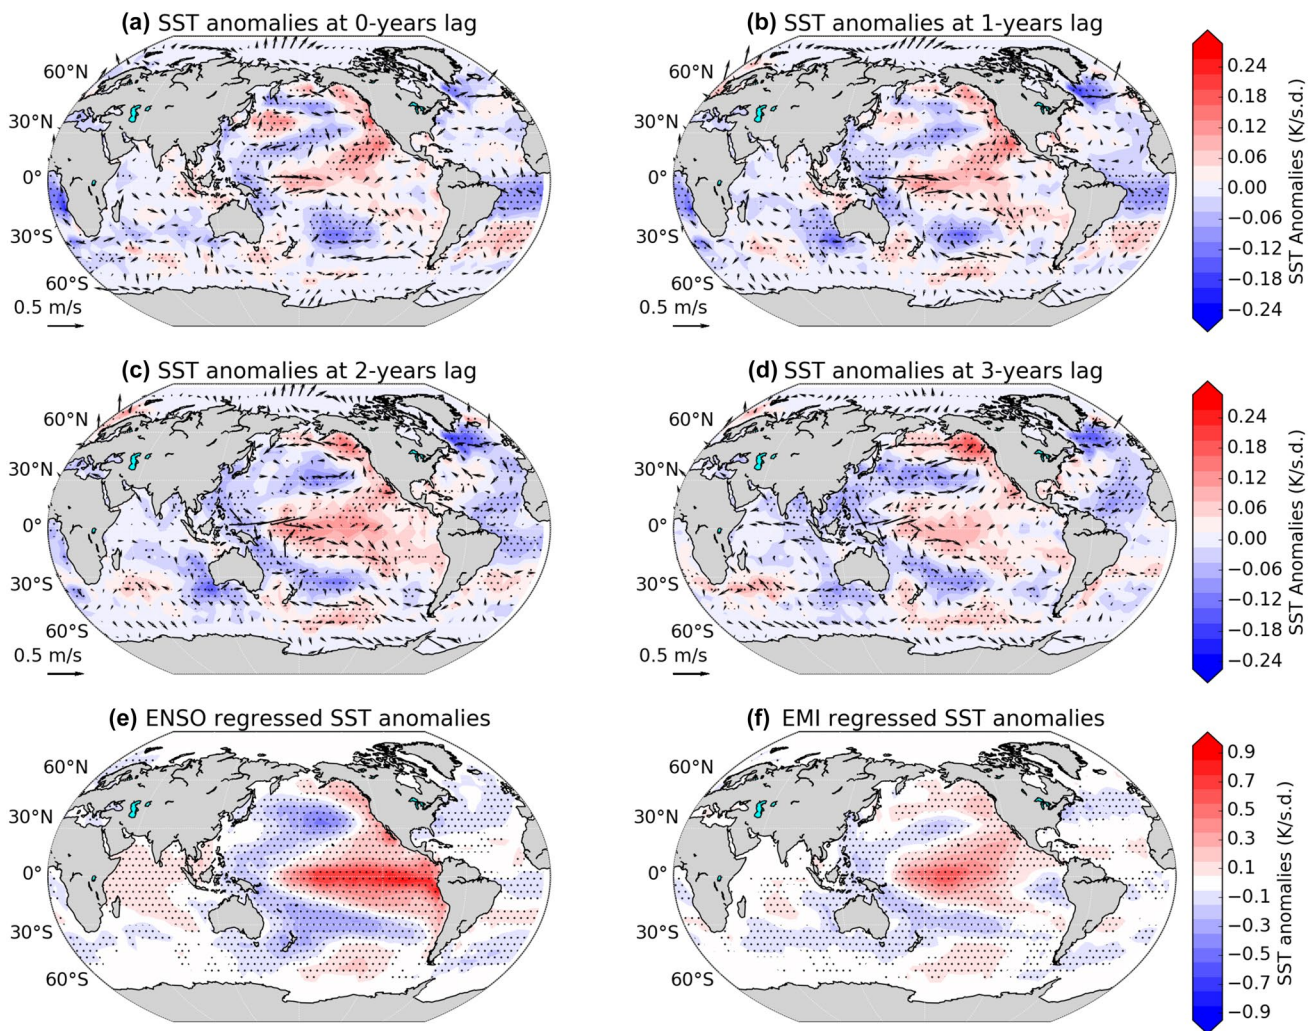 (a) SST anomalies at 0-years lag
60°N
30°N
0°
30°S
60°S
0.5 m/s
(b) SST anomalies at 1-years lag
60°N
30°N
0°
30°S
60°S
0.5 m/s
0.24
0.18
0.12
0.06
0.00
−0.06
−0.12
−0.18
−0.24
SST Anomalies (K/s.d.)
(c) SST anomalies at 2-years lag
60°N
30°N
0°
30°S
60°S
0.5 m/s
(d) SST anomalies at 3-years lag
60°N
30°N
0°
30°S
60°S
0.5 m/s
0.24
0.18
0.12
0.06
0.00
−0.06
−0.12
−0.18
−0.24
SST Anomalies (K/s.d.)
(e) ENSO regressed SST anomalies
60°N
30°N
0°
30°S
60°S
(f) EMI regressed SST anomalies
60°N
30°N
0°
30°S
60°S
0.9
0.7
0.5
0.3
0.1
−0.1
−0.3
−0.5
−0.7
−0.9
SST anomalies (K/s.d.)